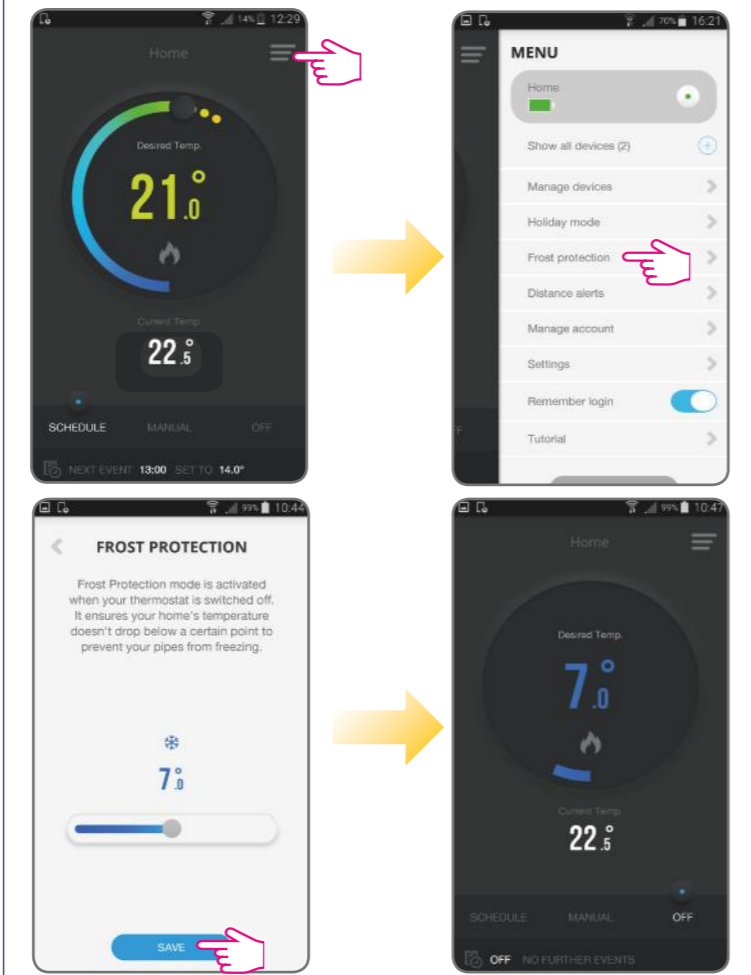 14% 12:29
Home
Desired Temp.
21.0°
Current Temp.
22.5°
SCHEDULE MANUAL OFF
NEXT EVENT 13:00 SET TO 14.0°
70% 16:21
MENU
Home
Show all devices (2)
Manage devices
Holiday mode
Frost protection
Distance alerts
Manage account
Settings
Remember login
Tutorial
FF
F
99% 10:44
FROST PROTECTION
Frost Protection mode is activated
when your thermostat is switched off.
It ensures your home's temperature
doesn't drop below a certain point to
prevent your pipes from freezing.
7.0°
SAVE
99% 10:47
Home
Desired Temp.
7.0°
Current Temp.
22.5°
SCHEDULE MANUAL OFF
OFF NO FURTHER EVENTS